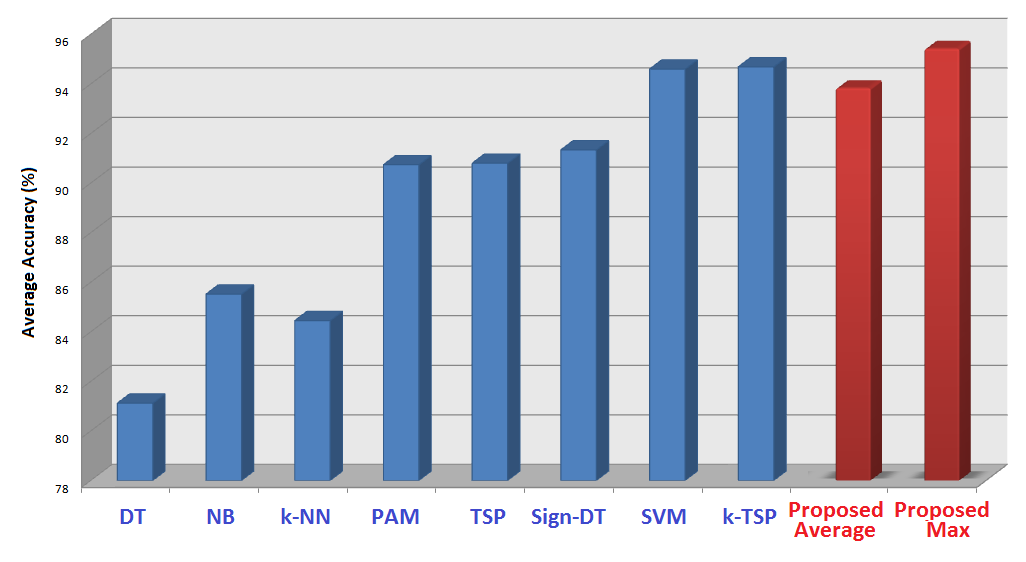 96
94
92
90
88
86
84
82
80
78
Average Accuracy (%)
DT
NB
k-NN
PAM
TSP
Sign-DT
SVM
k-TSP
Proposed
Average
Proposed
Max